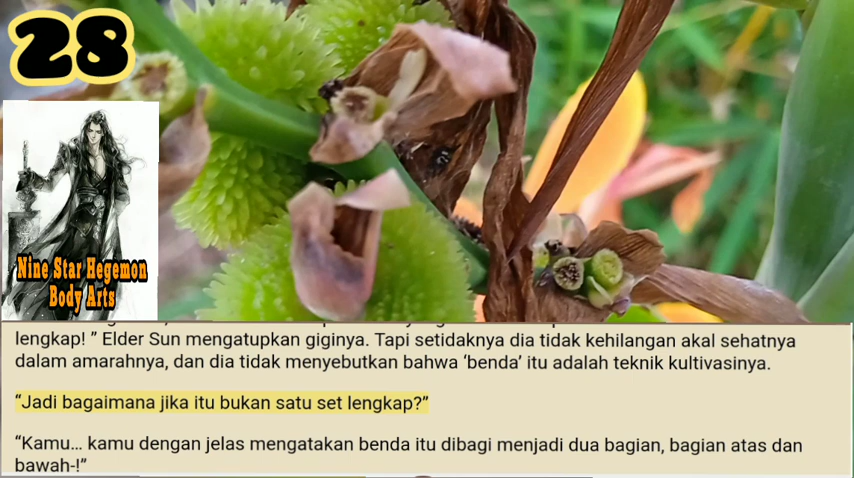 28
Nine Star Hegemon
Body Arts
lengkap! ” Elder Sun mengatupkan giginya. Tapi setidaknya dia tidak kehilangan akal sehatnya
dalam amarahnya, dan dia tidak menyebutkan bahwa ‘benda’ itu adalah teknik kultivasinya.
“Jadi bagaimana jika itu bukan satu set lengkap?”
“Kamu… kamu dengan jelas mengatakan benda itu dibagi menjadi dua bagian, bagian atas dan
bawah-!”